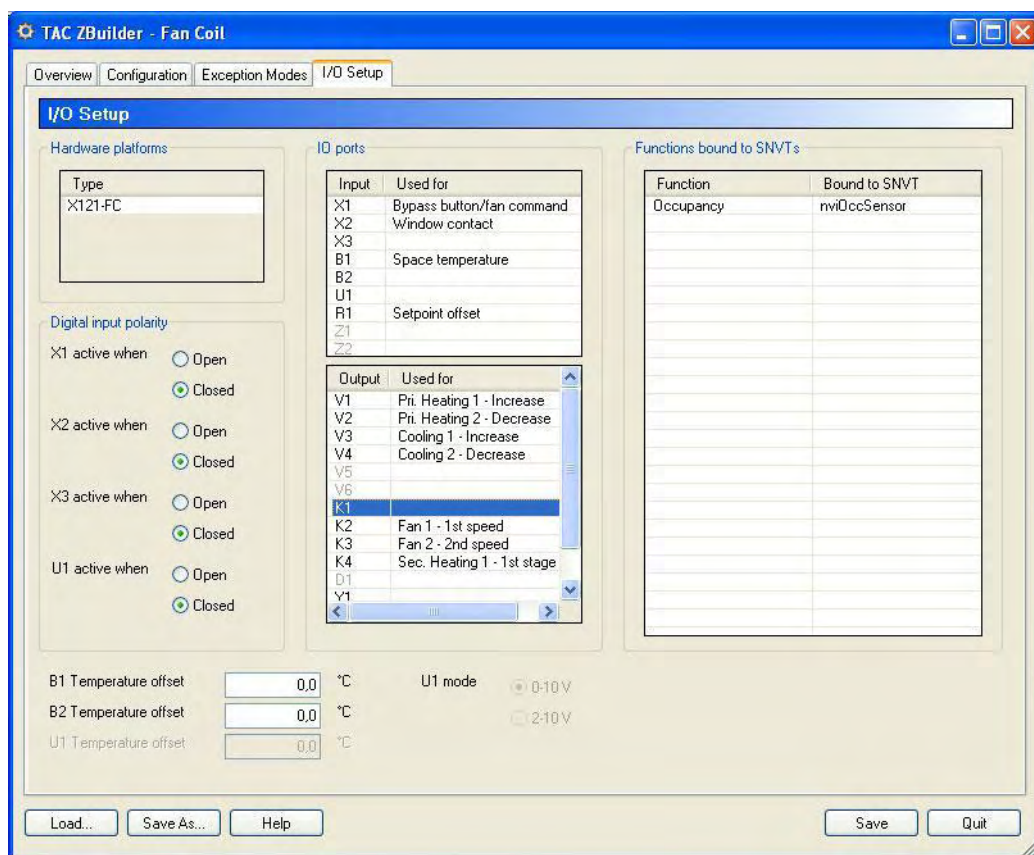 TAC ZBuilder - Fan Coil
Overview Configuration Exception Modes I/O Setup
I/O Setup
Hardware platforms
Type
X121-FC
Digital input polarity
X1 active when
Open
Closed
X2 active when
Open
Closed
X3 active when
Open
Closed
U1 active when
Open
Closed
IO ports
Input Used for
X1 Bypass button/fan command
X2 Window contact
X3
B1 Space temperature
B2
U1
R1 Setpoint offset
Z1
Z2
Output Used for
V1 Pri. Heating 1 - Increase
V2 Pri. Heating 2 - Decrease
V3 Cooling 1 - Increase
V4 Cooling 2 - Decrease
V5
V6
K1
K2 Fan 1 - 1st speed
K3 Fan 2 - 2nd speed
K4 Sec. Heating 1 - 1st stage
D1
Y1
Functions bound to SNVTs
Function Bound to SNVT
Occupancy nviOccSensor
B1 Temperature offset 0,0 °C
B2 Temperature offset 0,0 °C
U1 Temperature offset 0,0 °C
U1 mode
0-10 V
2-10 V
Load... Save As... Help Save Quit